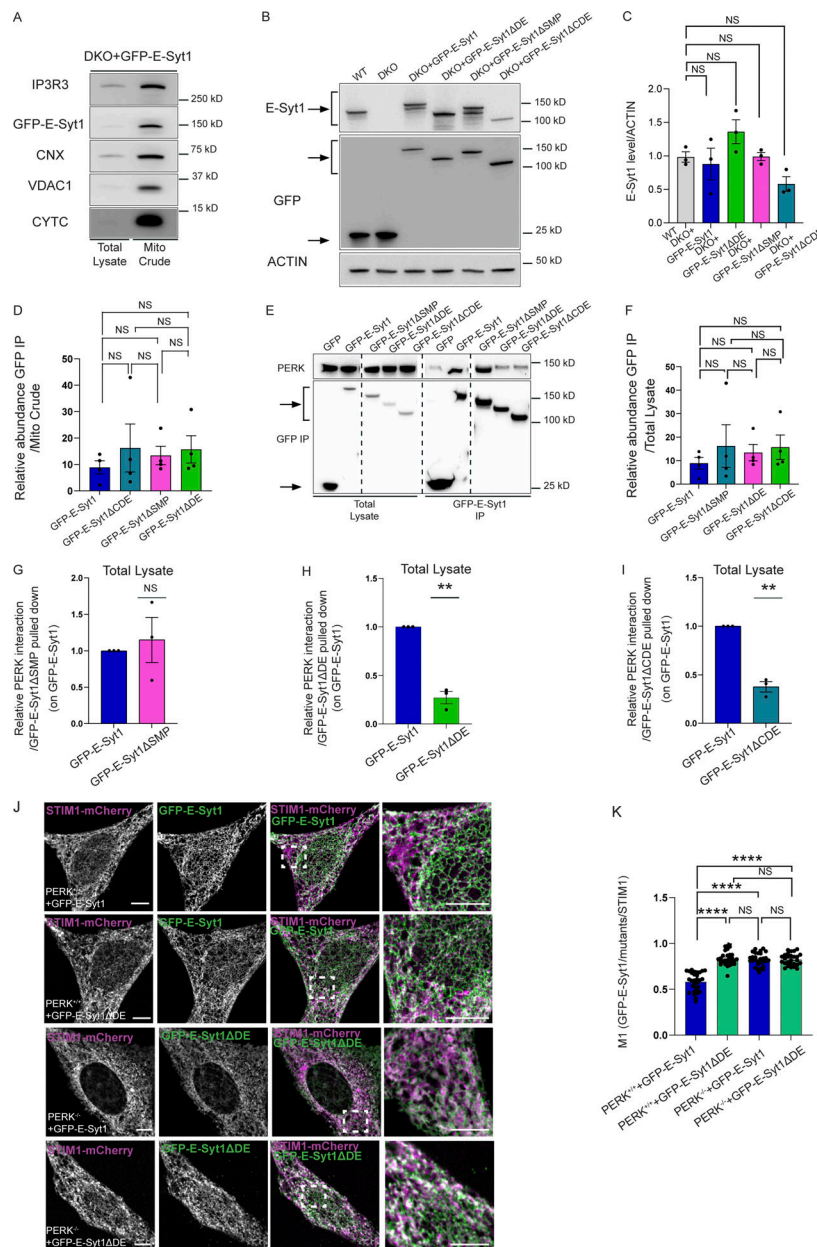 A
DKO+GFP-E-Syt1
IP3R3
250 kD
GFP-E-Syt1
150 kD
CNX
75 kD
37 kD
VDAC1
15 kD
CYTC
Total Lysate
Mito Crude
B
WT
DKO
DKO+GFP-E-Syt1
DKO+GFP-E-Syt1ΔDE
DKO+GFP-E-Syt1ΔSMP
DKO+GFP-E-Syt1ΔCDE
E-Syt1
150 kD
100 kD
150 kD
100 kD
GFP
25 kD
ACTIN
50 kD
C
NS
NS
NS
NS
E-Syt1 level/ACTIN
2.0
1.5
1.0
0.5
0.0
WT
DKO+
GFP-E-Syt1
DKO+
GFP-E-Syt1ΔDE
DKO+
GFP-E-Syt1ΔSMP
DKO+
GFP-E-Syt1ΔCDE
D
NS
NS
NS
NS
NS
NS
Relative abundance GFP IP
/Mito Crude
50
40
30
20
10
0
GFP-E-Syt1
GFP-E-Syt1ΔCDE
GFP-E-Syt1ΔSMP
GFP-E-Syt1ΔDE
E
GFP
GFP-E-Syt1
GFP-E-Syt1ΔSMP
GFP-E-Syt1ΔDE
GFP-E-Syt1ΔCDE
GFP
GFP-E-Syt1
GFP-E-Syt1ΔSMP
GFP-E-Syt1ΔDE
GFP-E-Syt1ΔCDE
PERK
150 kD
150 kD
100 kD
GFP IP
25 kD
Total
Lysate
GFP-E-Syt1
IP
F
NS
NS
NS
NS
NS
NS
Relative abundance GFP IP
/Total Lysate
50
40
30
20
10
0
GFP-E-Syt1
GFP-E-Syt1ΔSMP
GFP-E-Syt1ΔDE
GFP-E-Syt1ΔCDE
G
Total Lysate
NS
Relative PERK interaction
/GFP-E-Syt1ΔSMP pulled down
(on GFP-E-Syt1)
2.0
1.5
1.0
0.5
0.0
GFP-E-Syt1
GFP-E-Syt1ΔSMP
H
Total Lysate
**
Relative PERK interaction
/GFP-E-Syt1ΔDE pulled down
(on GFP-E-Syt1)
1.5
1.0
0.5
0.0
GFP-E-Syt1
GFP-E-Syt1ΔDE
I
Total Lysate
**
Relative PERK interaction
/GFP-E-Syt1ΔCDE pulled down
(on GFP-E-Syt1)
1.5
1.0
0.5
0.0
GFP-E-Syt1
GFP-E-Syt1ΔCDE
J
STIM1-mCherry
GFP-E-Syt1
STIM1-mCherry
GFP-E-Syt1
PERK+/+
+GFP-E-Syt1
STIM1-mCherry
GFP-E-Syt1
STIM1-mCherry
GFP-E-Syt1
PERK+/+
+GFP-E-Syt1ΔDE
STIM1-mCherry
GFP-E-Syt1ΔDE
STIM1-mCherry
GFP-E-Syt1ΔDE
PERK-/-
+GFP-E-Syt1
STIM1-mCherry
GFP-E-Syt1ΔDE
STIM1-mCherry
GFP-E-Syt1ΔDE
PERK-/-
+GFP-E-Syt1ΔDE
K
****
NS
****
****
NS
NS
M1 (GFP-E-Syt1/mutants/STIM1)
2.0
1.5
1.0
0.5
0.0
PERK+/++GFP-E-Syt1
PERK+/++GFP-E-Syt1ΔDE
PERK-/-+GFP-E-Syt1
PERK-/-+GFP-E-Syt1ΔDE